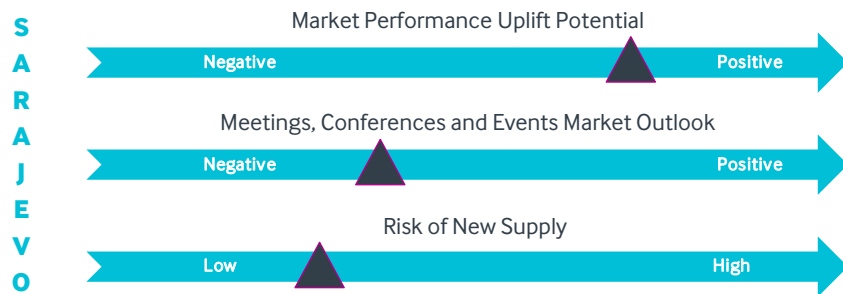 SARAJEVO
Market Performance Uplift Potential
Negative Positive
Meetings, Conferences and Events Market Outlook
Negative Positive
Risk of New Supply
Low High